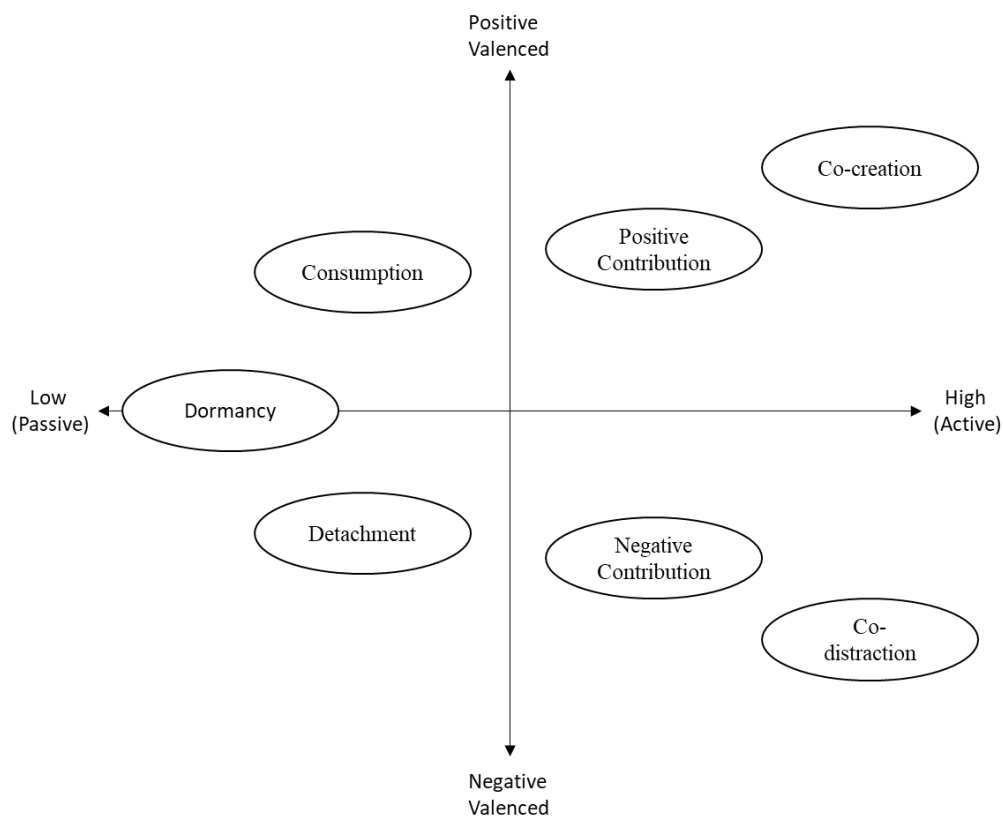 Positive
Valenced
Co-creation
Positive
Contribution
Consumption
Low
(Passive)
Dormancy
High
(Active)
Detachment
Negative
Contribution
Co-
distraction
Negative
Valenced